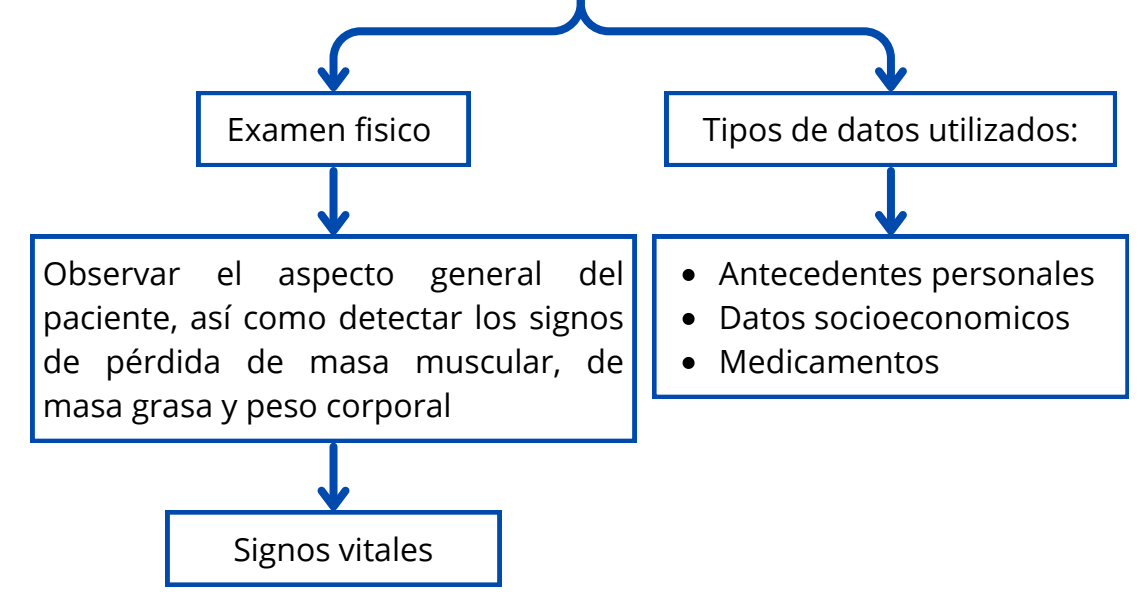 Examen fisico
Tipos de datos utilizados:
Observar el aspecto general del
paciente, así como detectar los signos
de pérdida de masa muscular, de
masa grasa y peso corporal
• Antecedentes personales
• Datos socioeconomicos
• Medicamentos
Signos vitales